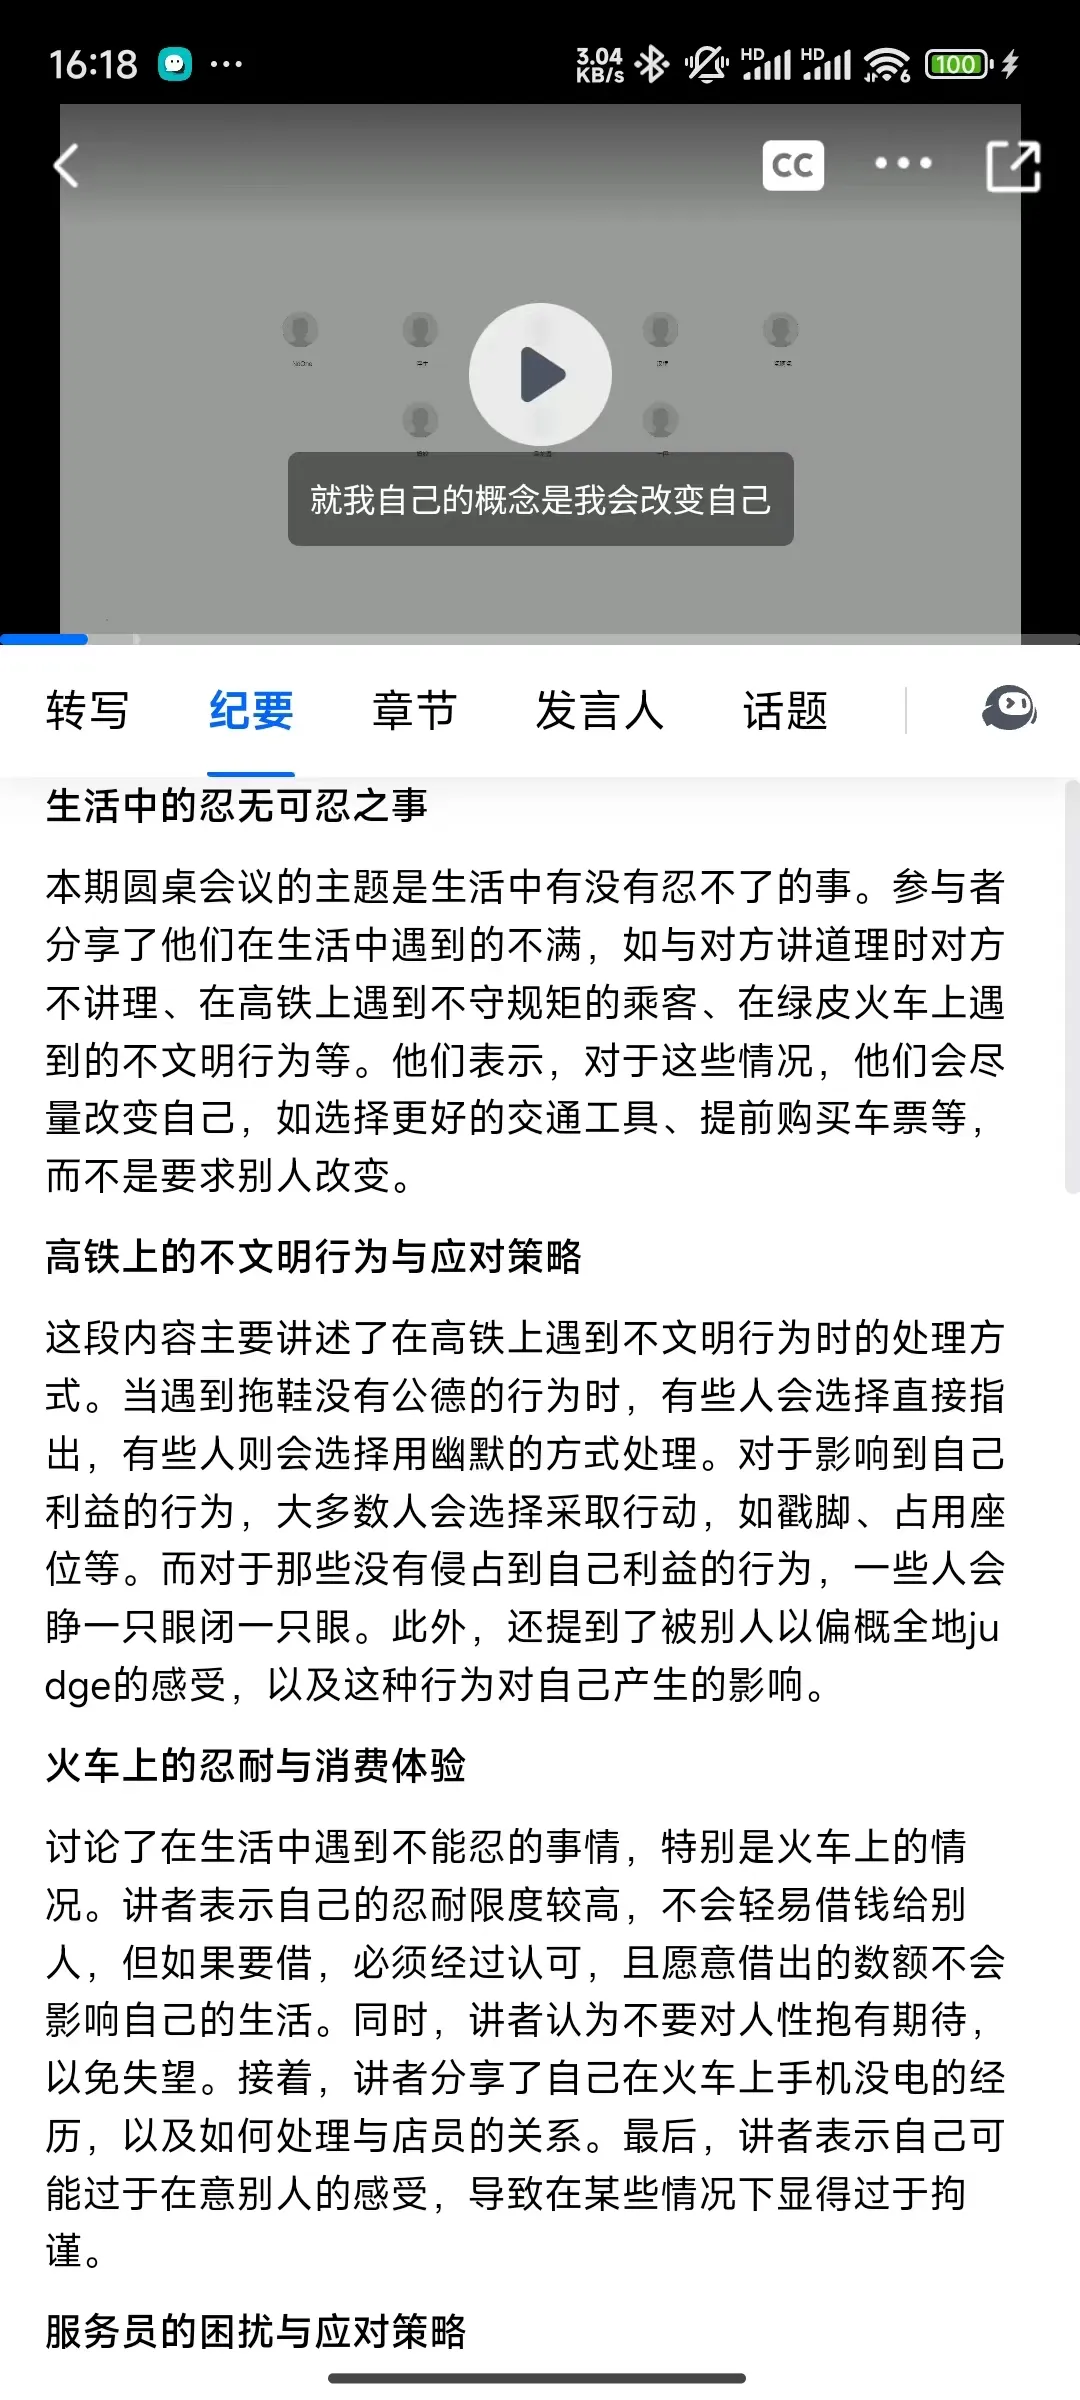 16:18
3.04
KB/s
HD
HD
6
100
CC
NoOne
就我自己的概念是我会改变自己
转写 纪要 章节 发言人 话题
生活中的忍无可忍之事
本期圆桌会议的主题是生活中有没有忍不了的事。参与者
分享了他们在生活中遇到的不满，如与对方讲道理时对方
不讲理、在高铁上遇到不守规矩的乘客、在绿皮火车上遇
到的不文明行为等。他们表示，对于这些情况，他们会尽
量改变自己，如选择更好的交通工具、提前购买车票等，
而不是要求别人改变。
高铁上的不文明行为与应对策略
这段内容主要讲述了在高铁上遇到不文明行为时的处理方
式。当遇到拖鞋没有公德的行为时，有些人会选择直接指
出，有些人则会选择用幽默的方式处理。对于影响到自己
利益的行为，大多数人会选择采取行动，如戳脚、占用座
位等。而对于那些没有侵占到自己利益的行为，一些人会
睁一只眼闭一只眼。此外，还提到了被别人以偏概全地ju
dge的感受，以及这种行为对自己产生的影响。
火车上的忍耐与消费体验
讨论了在生活中遇到不能忍的事情，特别是火车上的情
况。讲者表示自己的忍耐限度较高，不会轻易借钱给别
人，但如果要借，必须经过认可，且愿意借出的数额不会
影响自己的生活。同时，讲者认为不要对人性抱有期待，
以免失望。接着，讲者分享了自己在火车上手机没电的经
历，以及如何处理与店员的关系。最后，讲者表示自己可
能过于在意别人的感受，导致在某些情况下显得过于拘
谨。
服务员的困扰与应对策略